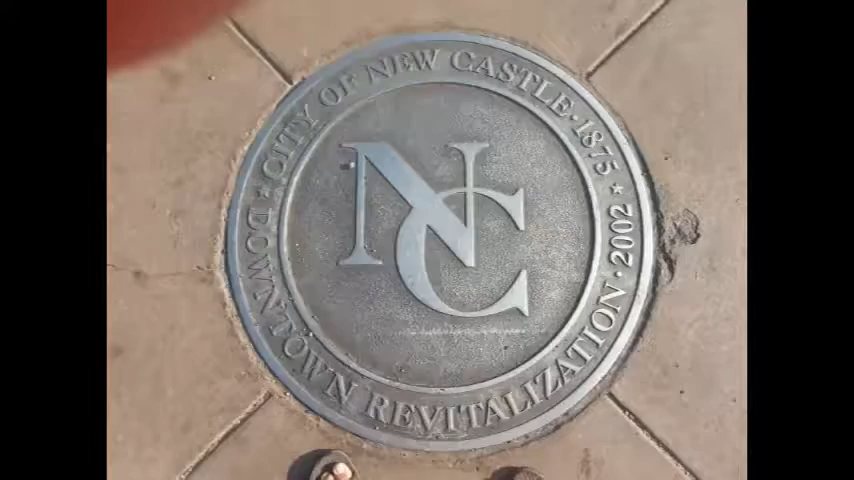 ★ CITY OF NEW CASTLE · 1875 ★
NC
DOWNTOWN REVITALIZATION · 2002